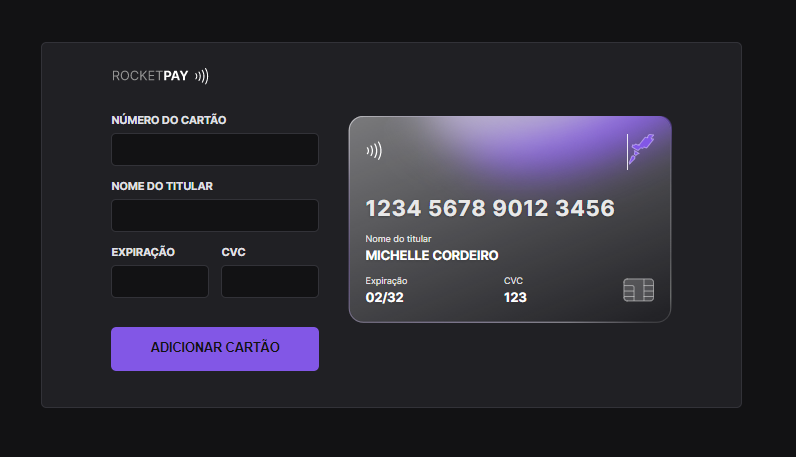 ROCKETPAY
NÚMERO DO CARTÃO
NOME DO TITULAR
EXPIRAÇÃO CVC
ADICIONAR CARTÃO
1234 5678 9012 3456
Nome do titular
MICHELLE CORDEIRO
Expiração CVC
02/32 123